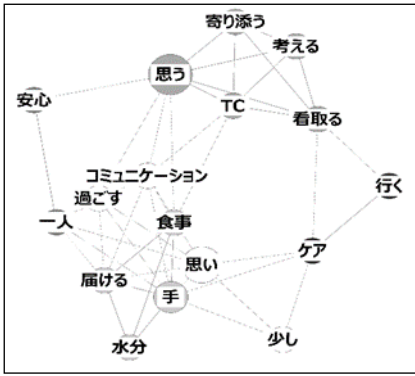 寄り添う
考える
思う
安心
TC
看取る
コミュニケーション
行く
過ごす
一人
食事
ケア
思い
届ける
手
少し
水分